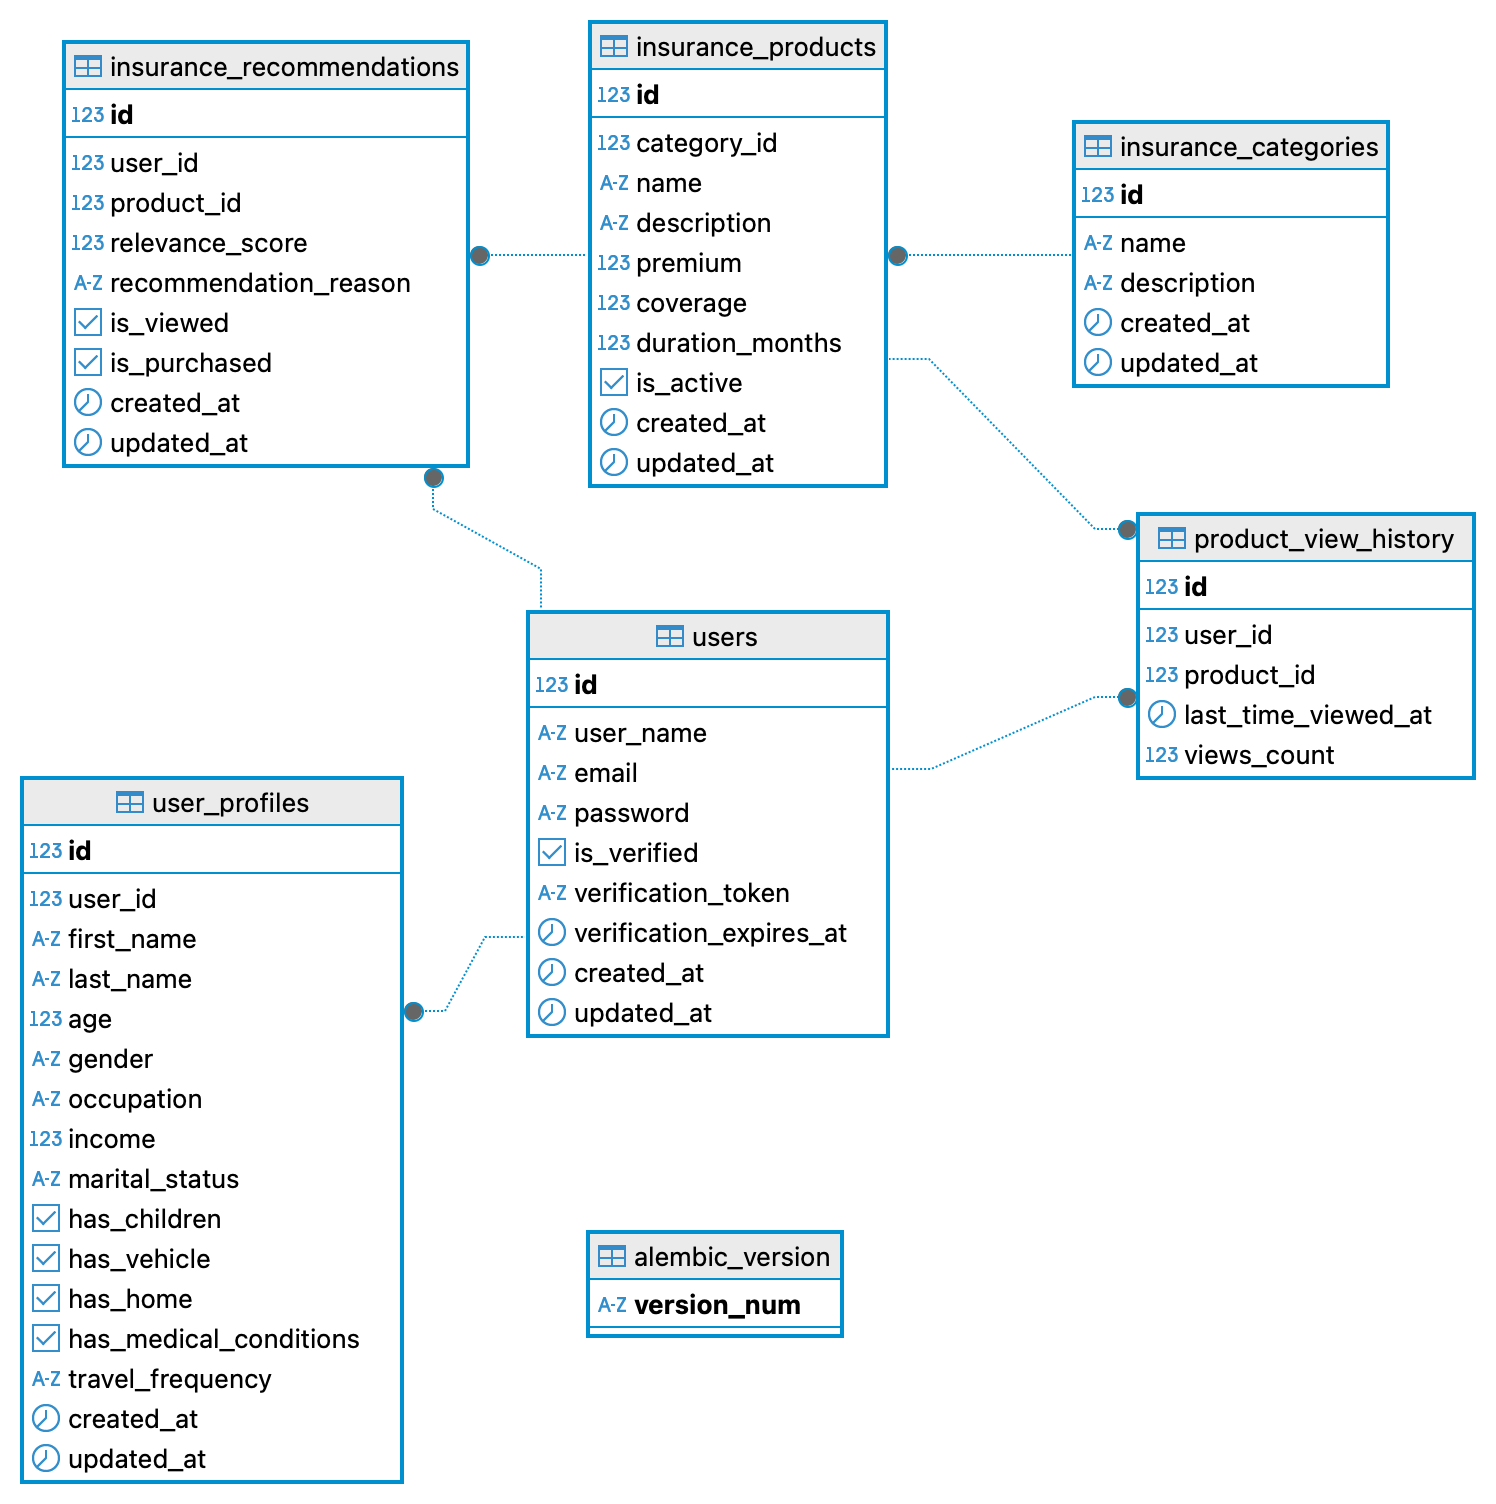 insurance_recommendations
123 id
123 user_id
123 product_id
123 relevance_score
A-Z recommendation_reason
is_viewed
is_purchased
created_at
updated_at
insurance_products
123 id
123 category_id
A-Z name
A-Z description
123 premium
123 coverage
123 duration_months
is_active
created_at
updated_at
insurance_categories
123 id
A-Z name
A-Z description
created_at
updated_at
product_view_history
123 id
123 user_id
123 product_id
last_time_viewed_at
123 views_count
users
123 id
A-Z user_name
A-Z email
A-Z password
is_verified
A-Z verification_token
verification_expires_at
created_at
updated_at
user_profiles
123 id
123 user_id
A-Z first_name
A-Z last_name
123 age
A-Z gender
A-Z occupation
123 income
A-Z marital_status
has_children
has_vehicle
has_home
has_medical_conditions
A-Z travel_frequency
created_at
updated_at
alembic_version
A-Z version_num